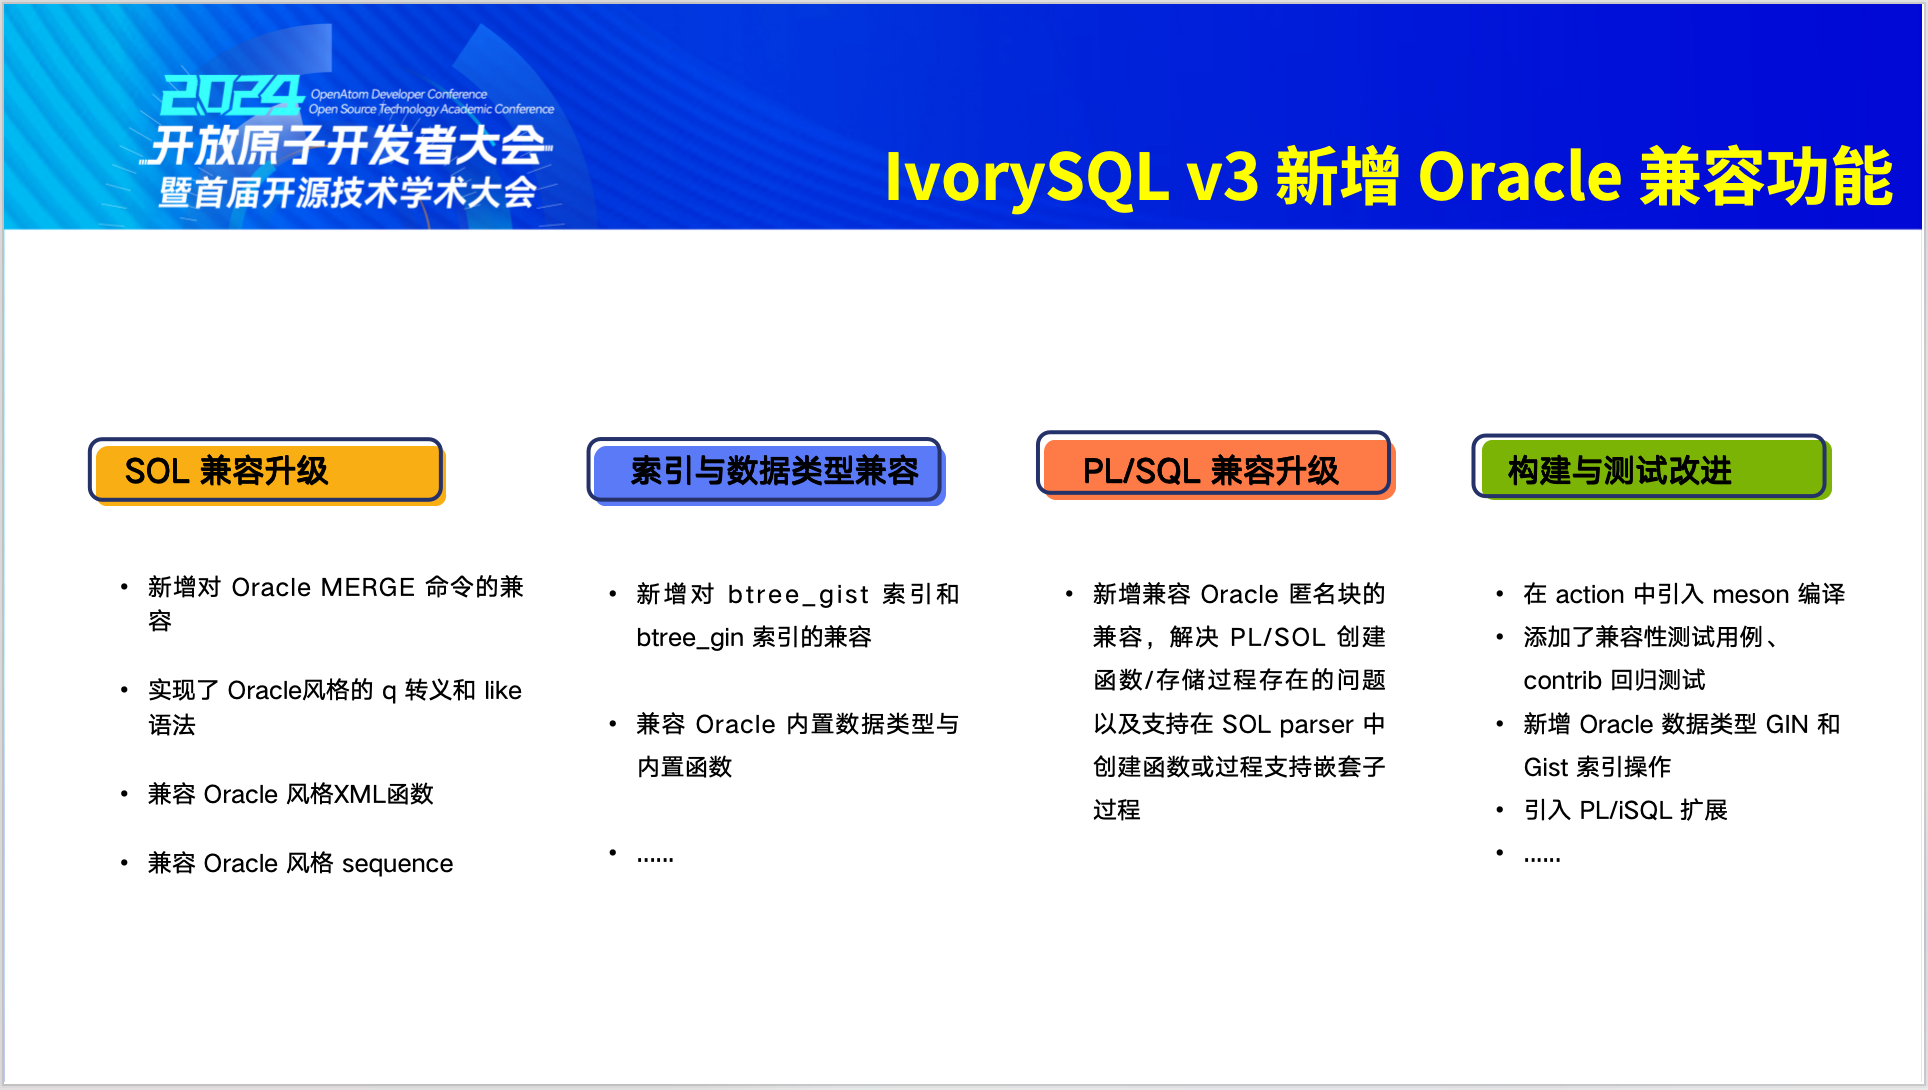 2024
OpenAtom Developer Conference
Open Source Technology Academic Conference
开放原子开发者大会
暨首届开源技术学术大会
IvorySQL v3 新增 Oracle 兼容功能
SOL 兼容升级
• 新增对 Oracle MERGE 命令的兼
容
• 实现了 Oracle风格的 q 转义和 like
语法
• 兼容 Oracle 风格XML函数
• 兼容 Oracle 风格 sequence
索引与数据类型兼容
• 新增对 btree_gist 索引和
btree_gin 索引的兼容
• 兼容 Oracle 内置数据类型与
内置函数
• ......
PL/SQL 兼容升级
• 新增兼容 Oracle 匿名块的
兼容，解决 PL/SOL 创建
函数/存储过程存在的问题
以及支持在 SOL parser 中
创建函数或过程支持嵌套子
过程
构建与测试改进
• 在 action 中引入 meson 编译
• 添加了兼容性测试用例、
contrib 回归测试
• 新增 Oracle 数据类型 GIN 和
Gist 索引操作
• 引入 PL/iSQL 扩展
• ......